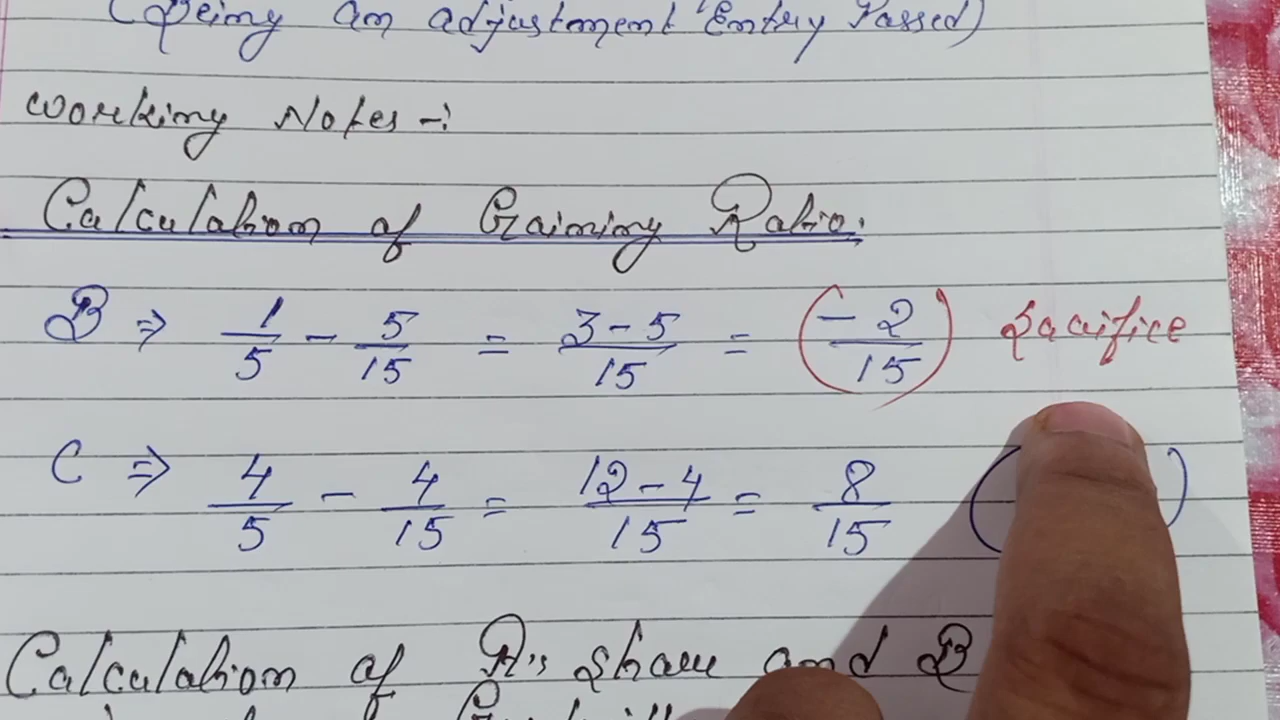 (Being an adjustment Entry Passed)
Working Notes -:
Calculation of Gaining Ratio.
B ⇒ 1/5 - 5/15 = 3-5/15 = (-2/15) Sacrifice
C ⇒ 4/5 - 4/15 = 12-4/15 = 8/15 ( )
Calculation of A's share and B